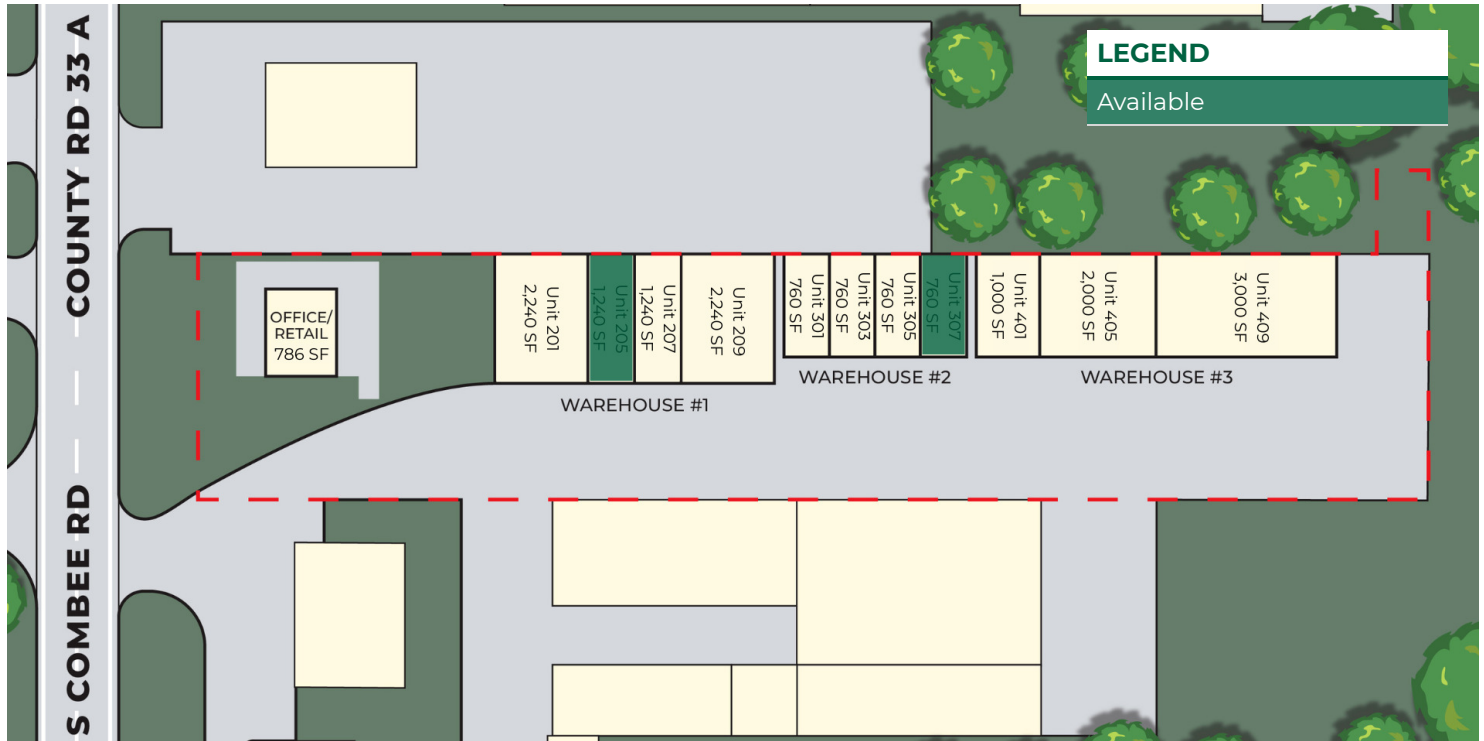 COUNTY RD 33 A
S COMBEE RD
LEGEND
Available
OFFICE/
RETAIL
786 SF
Unit 201
2,240 SF
Unit 205
1,240 SF
Unit 207
1,240 SF
Unit 209
2,240 SF
WAREHOUSE #1
Unit 301
760 SF
Unit 303
760 SF
Unit 305
760 SF
Unit 307
760 SF
WAREHOUSE #2
Unit 401
1,000 SF
Unit 405
2,000 SF
Unit 409
3,000 SF
WAREHOUSE #3